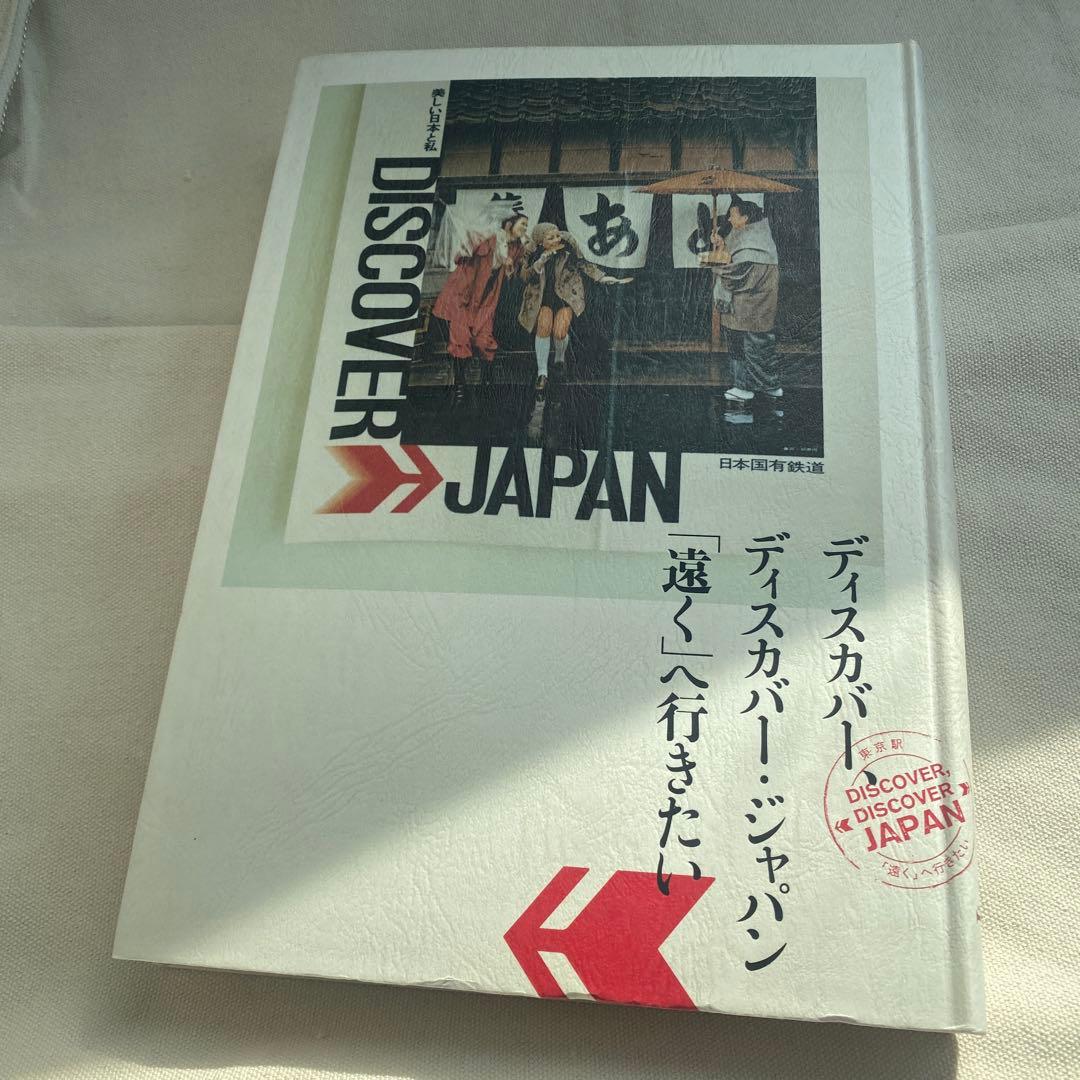 美しい日本と私
DISCOVER
JAPAN
あめ
日本国有鉄道
ディスカバー、
ディスカバー・ジャパン
「遠く」へ行きたい
東京駅
DISCOVER,
DISCOVER
JAPAN
「遠く」へ行きたい